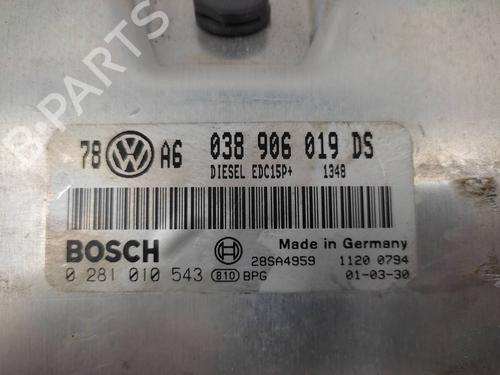 B-PARTS
78 VW A6 038 906 019 DS
DIESEL EDC15P+ 1348
BOSCH
Made in Germany
28SA4959 1120 0794
0 281 010 543 810 BPG 01-03-30